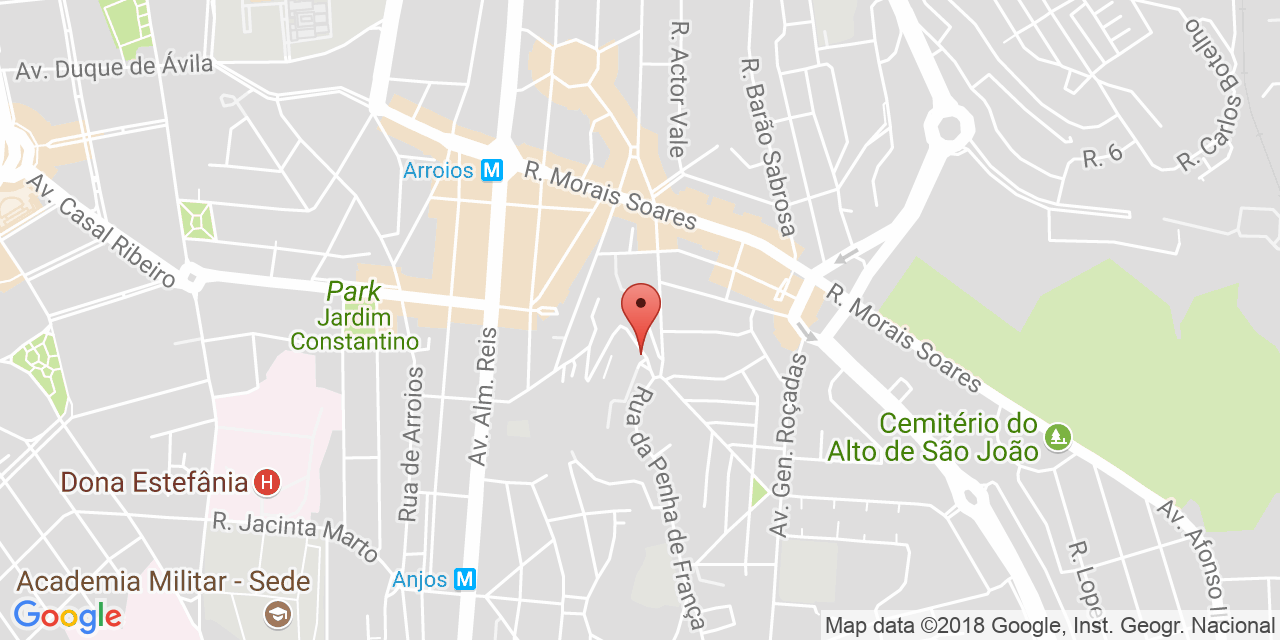 Av. Duque de Ávila
R. Actor Vale
R. Barão Sabrosa
R. Carlos Botelho
R. 6
Arroios M
R. Morais Soares
Av. Casal Ribeiro
Park
Jardim
Constantino
R. Morais Soares
Av. Alm. Reis
Rua de Arroios
Rua da Penha de França
Av. Gen. Roçadas
Cemitério do
Alto de São João
Dona Estefânia H
R. Jacinta Marto
Av. Afonso I
R. Lope
Anjos M
Academia Militar - Sede
Google
Map data ©2018 Google, Inst. Geogr. Nacional